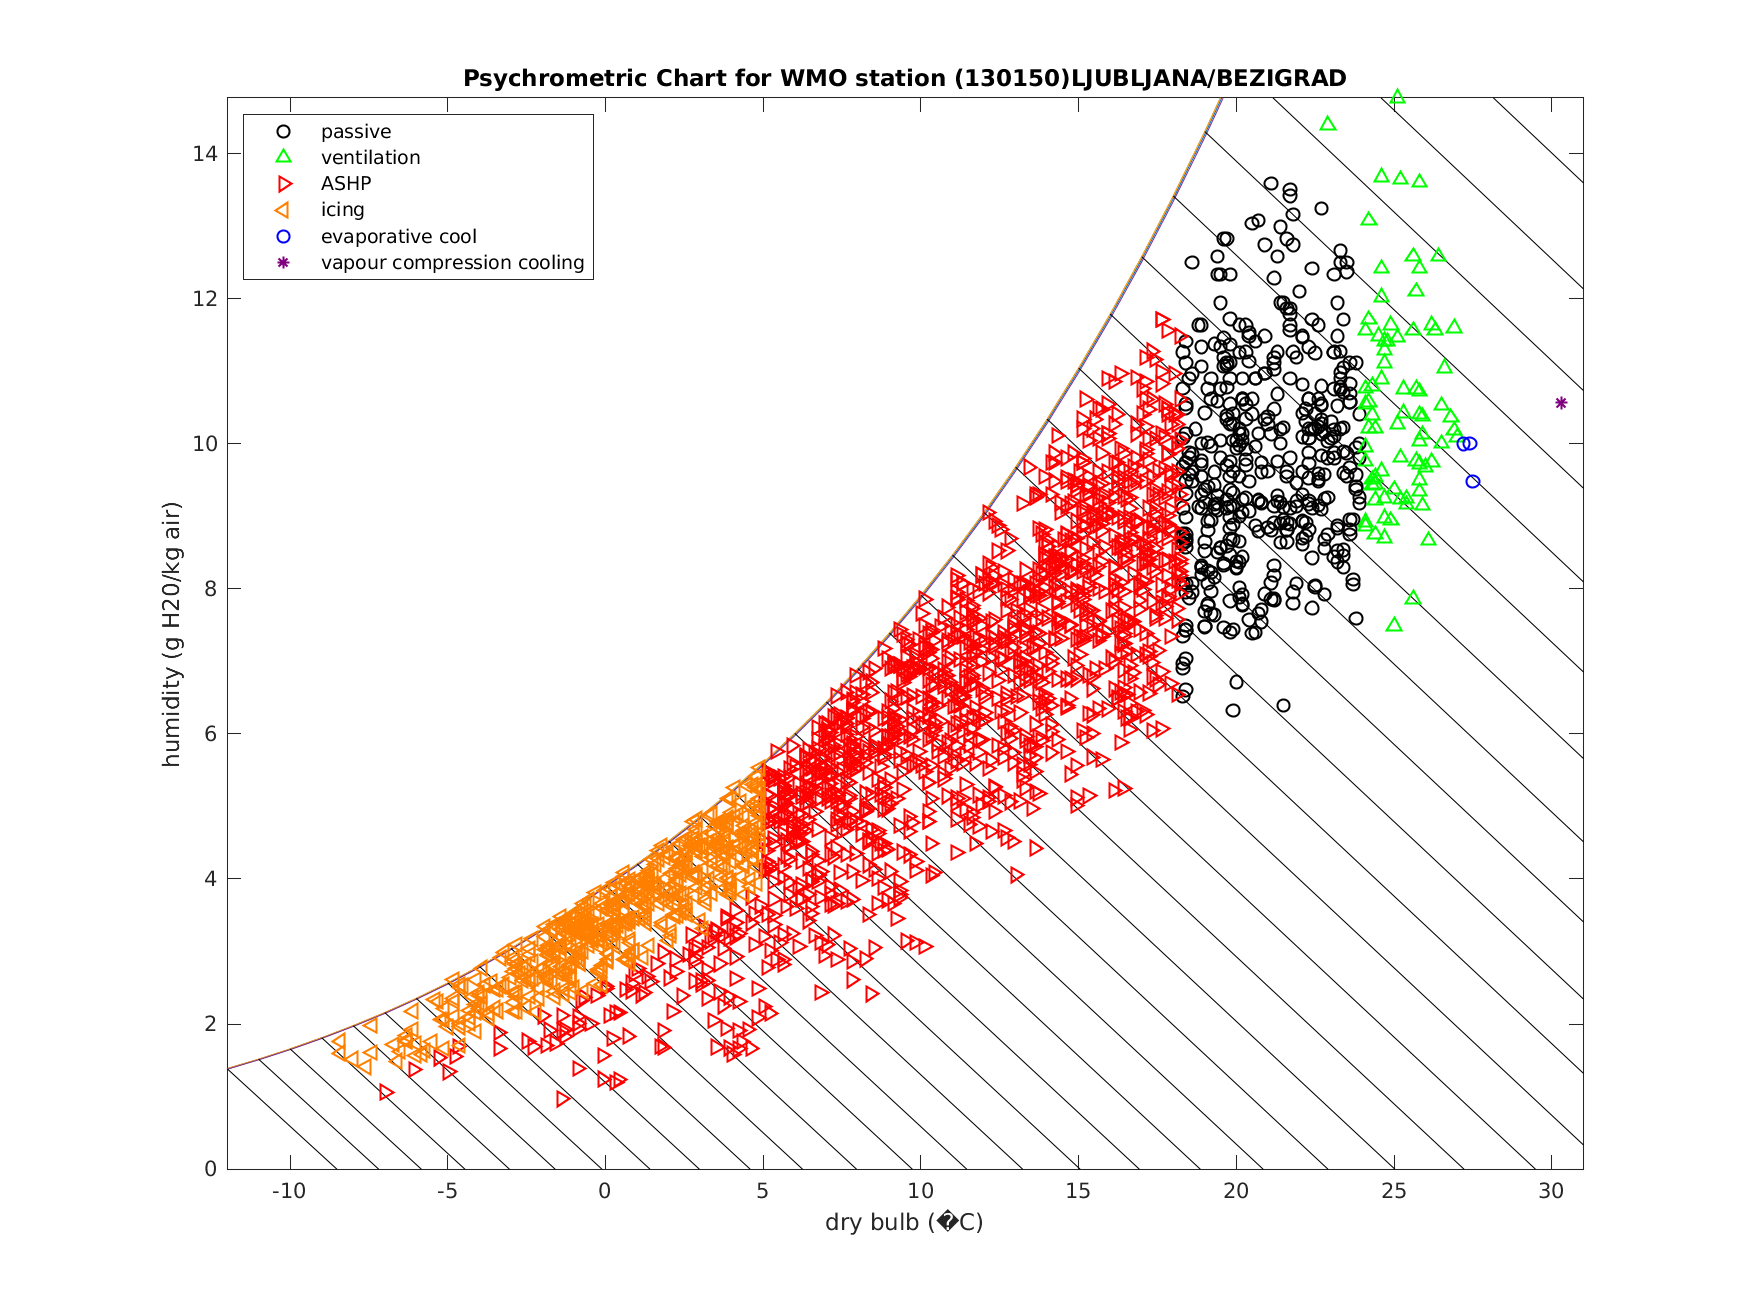 Psychrometric Chart for WMO station (130150)LJUBLJANA/BEZIGRAD
passive
ventilation
ASHP
icing
evaporative cool
vapour compression cooling
14
12
10
8
6
4
2
0
humidity (g H20/kg air)
-10 -5 0 5 10 15 20 25 30
dry bulb (�C)